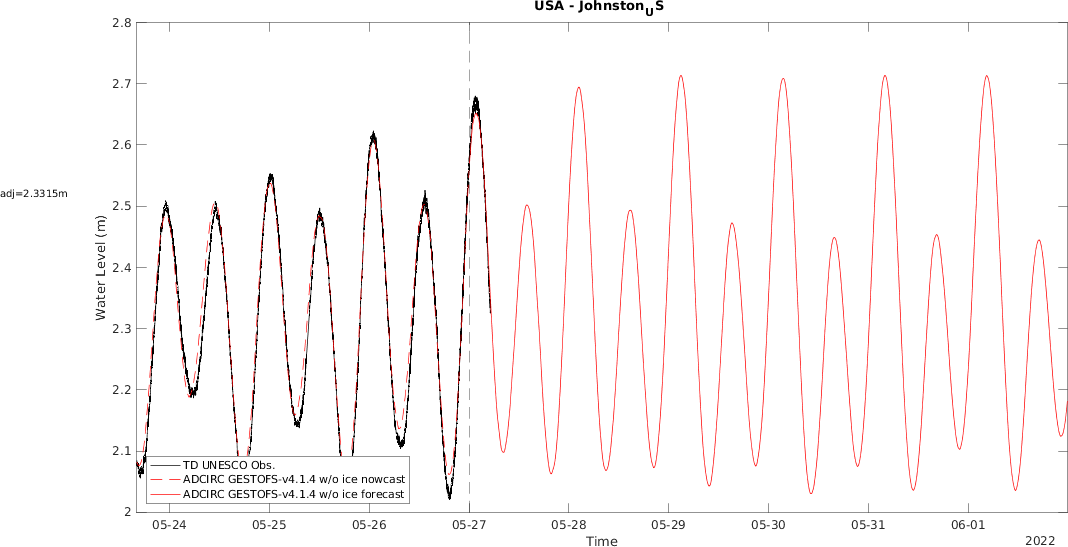 USA - JohnstonUS
2.8
2.7
2.6
2.5
2.4
2.3
2.2
2.1
2
adj=2.3315m
Water Level (m)
TD UNESCO Obs.
ADCIRC GESTOFS-v4.1.4 w/o ice nowcast
ADCIRC GESTOFS-v4.1.4 w/o ice forecast
05-24 05-25 05-26 05-27 05-28 05-29 05-30 05-31 06-01
Time
2022